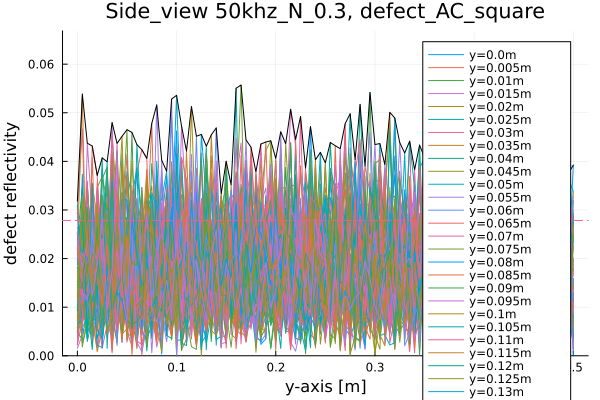 Side_view 50khz_N_0.3, defect_AC_square
defect reflectivity
0.06
0.05
0.04
0.03
0.02
0.01
0.00
0.0
0.1
0.2
0.3
.5
y-axis [m]
y=0.0m
y=0.005m
y=0.01m
y=0.015m
y=0.02m
y=0.025m
y=0.03m
y=0.035m
y=0.04m
y=0.045m
y=0.05m
y=0.055m
y=0.06m
y=0.065m
y=0.07m
y=0.075m
y=0.08m
y=0.085m
y=0.09m
y=0.095m
y=0.1m
y=0.105m
y=0.11m
y=0.115m
y=0.12m
y=0.125m
y=0.13m